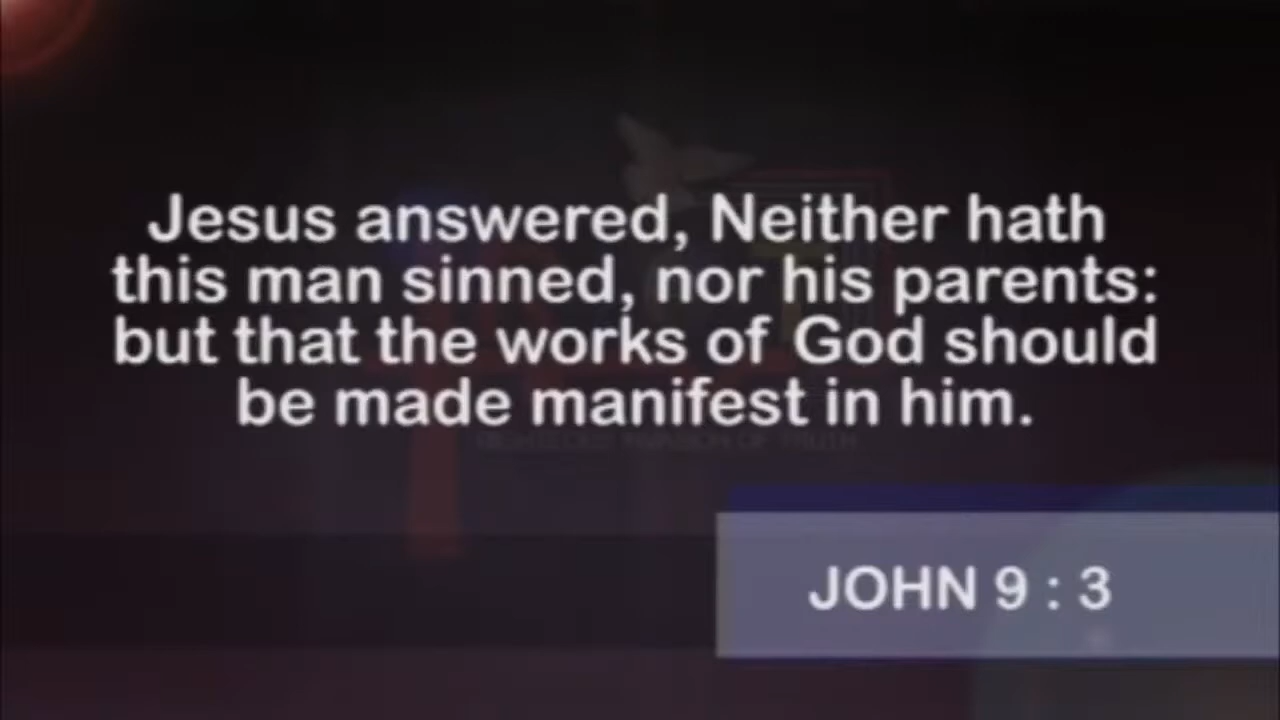 Jesus answered, Neither hath
this man sinned, nor his parents:
but that the works of God should
be made manifest in him.
JOHN 9 : 3